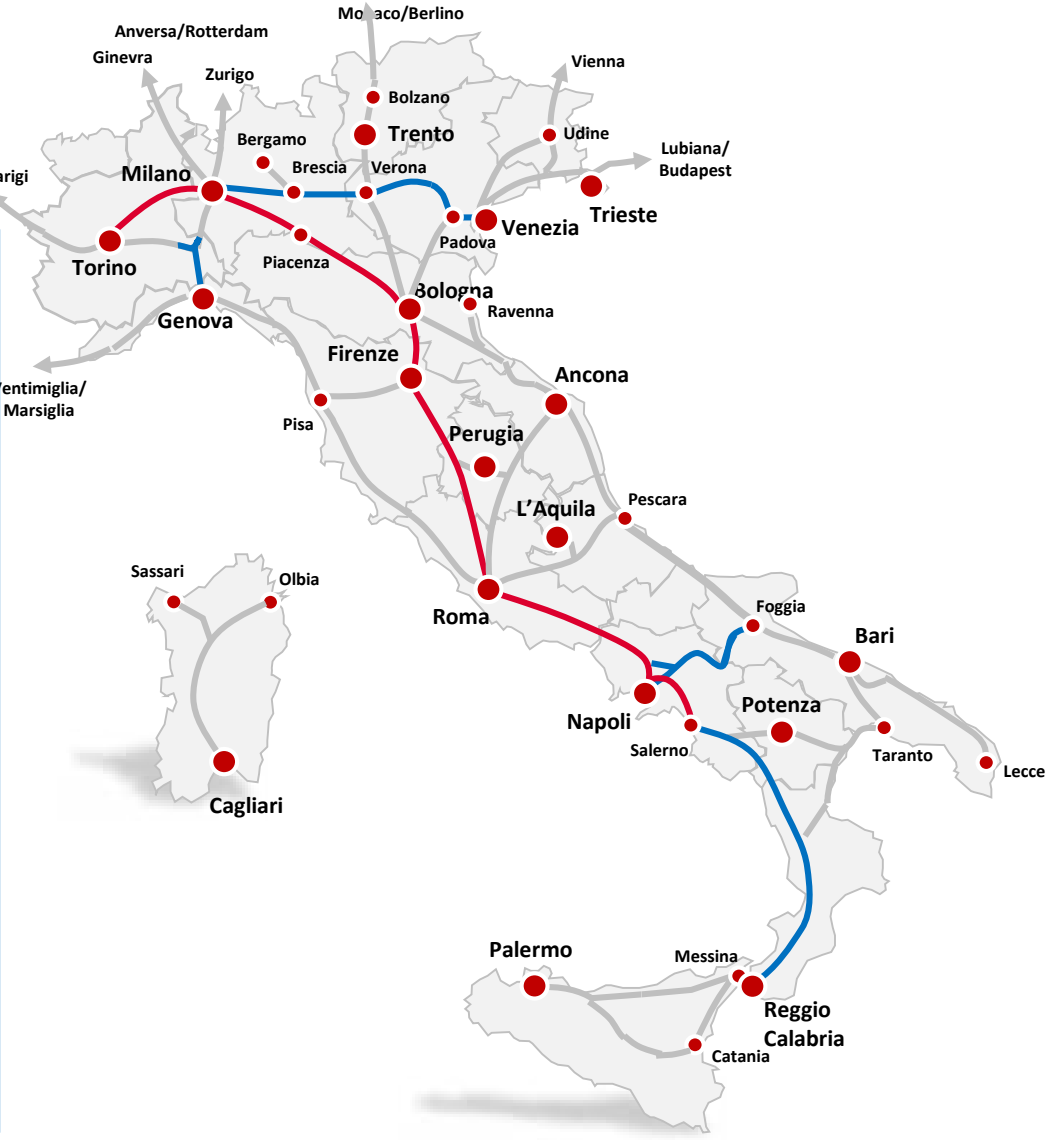 Monaco/Berlino
Anversa/Rotterdam
Ginevra
Zurigo
Vienna
Bolzano
Trento
Udine
Bergamo
Brescia
Verona
Lubiana/
Budapest
Milano
Trieste
Venezia
Padova
Torino
Piacenza
Bologna
Ravenna
Genova
Firenze
Ancona
Marsiglia
Pisa
Perugia
L’Aquila
Pescara
Sassari
Olbia
Roma
Foggia
Bari
Napoli
Potenza
Salerno
Taranto
Lecce
Cagliari
Palermo
Messina
Reggio
Calabria
Catania